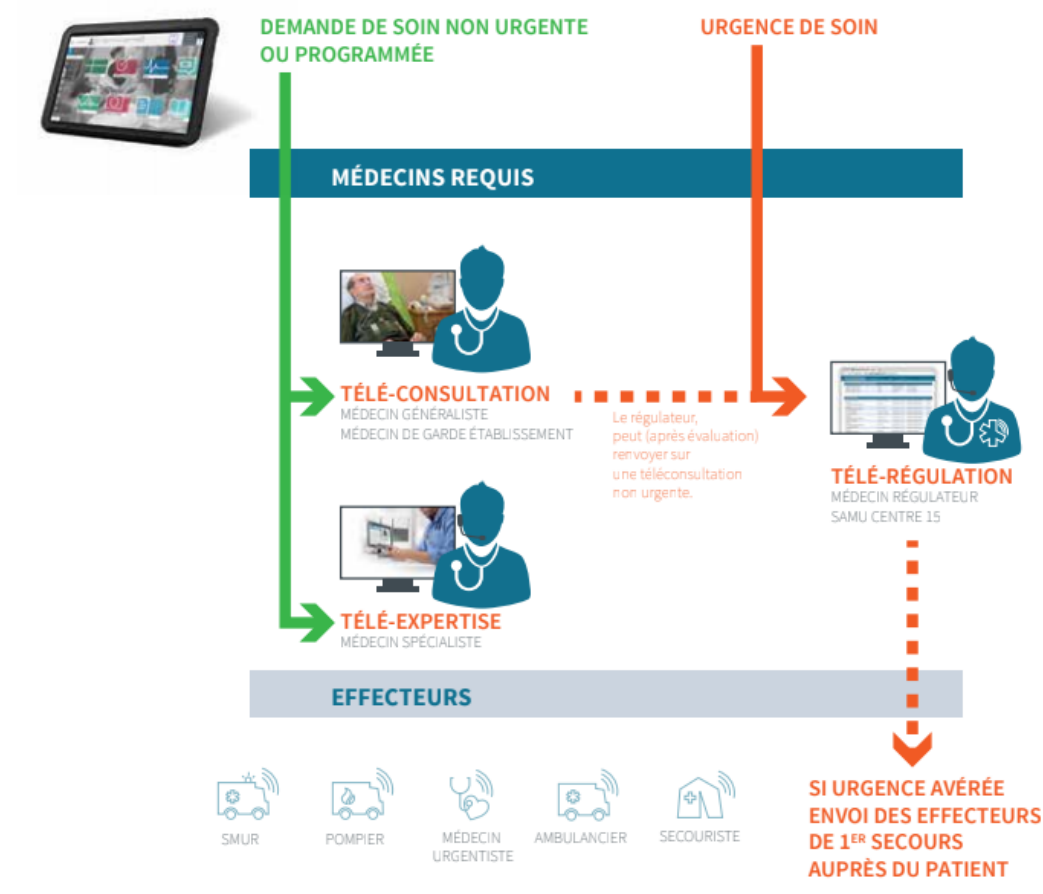 DEMANDE DE SOIN NON URGENTE
OU PROGRAMMÉE
URGENCE DE SOIN
MÉDECINS REQUIS
TÉLÉ-CONSULTATION
MÉDECIN GÉNÉRALISTE
MÉDECIN DE GARDE ÉTABLISSEMENT
Le régulateur,
peut (après évaluation)
renvoyer sur
une téléconsultation
non urgente.
TÉLÉ-RÉGULATION
MÉDECIN RÉGULATEUR
SAMU CENTRE 15
TÉLÉ-EXPERTISE
MÉDECIN SPÉCIALISTE
EFFECTEURS
SMUR
POMPIER
MÉDECIN
URGENTISTE
AMBULANCIER
SECOURISTE
SI URGENCE AVÉRÉE
ENVOI DES EFFECTEURS
DE 1ER SECOURS
AUPRÈS DU PATIENT